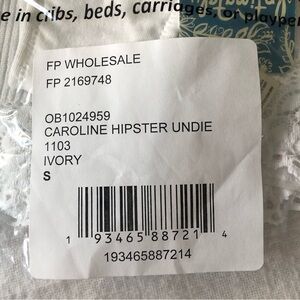 e in cribs, beds, carriages, or plaype
FP WHOLESALE
FP 2169748
OB1024959
CAROLINE HIPSTER UNDIE
1103
IVORY
S
1 93465 88721 4
193465887214